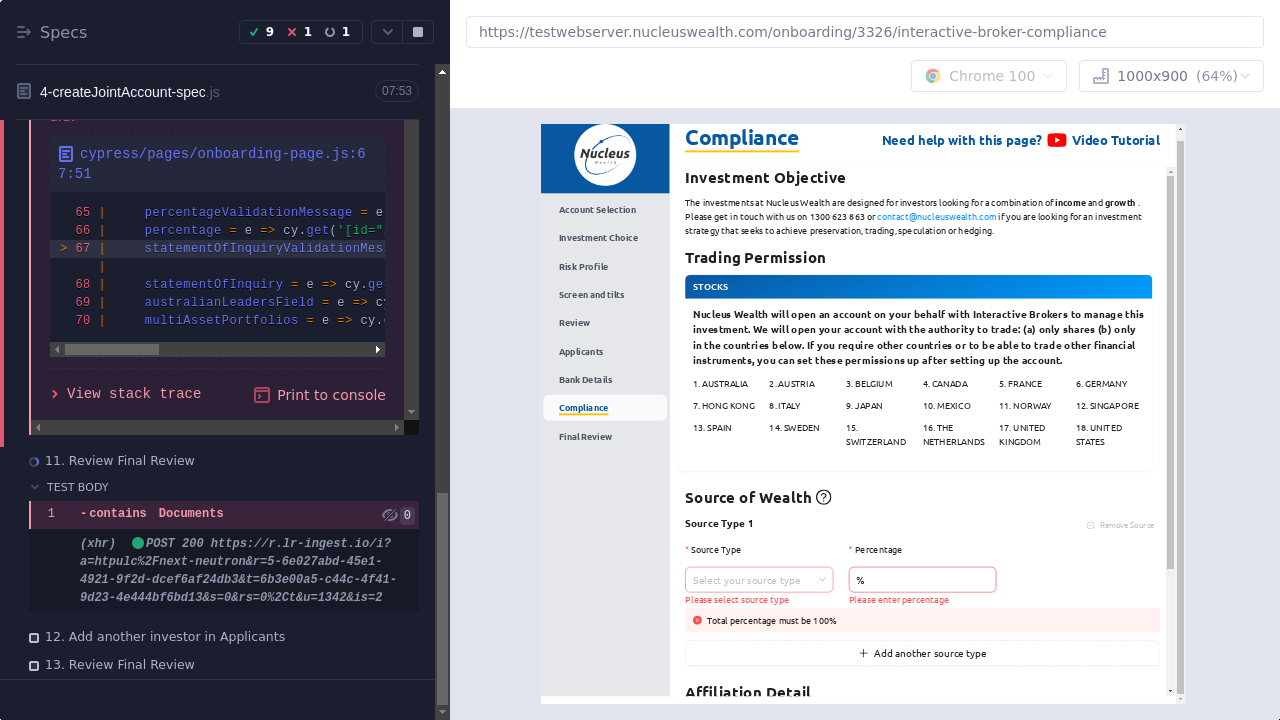 Specs
9 1 1
4-createJointAccount-spec.js
07:53
cypress/pages/onboarding-page.js:6
7:51
65 | percentageValidationMessage = e
66 | percentage = e => cy.get('[id="
> 67 | statementOfInquiryValidationMes
|
68 | statementOfInquiry = e => cy.ge
69 | australianLeadersField = e => cy
70 | multiAssetPortfolios = e => cy.
View stack trace
Print to console
11. Review Final Review
TEST BODY
1 -contains Documents
0
(xhr) POST 200 https://r.lr-ingest.io/i?
a=htpulc%2Fnext-neutron&r=5-6e027abd-45e1-
4921-9f2d-dcef6af24db3&t=6b3e00a5-c44c-4f41-
9d23-4e444bf6bd13&s=0&rs=0%2Ct&u=1342&is=2
12. Add another investor in Applicants
13. Review Final Review
https://testwebserver.nucleuswealth.com/onboarding/3326/interactive-broker-compliance
Chrome 100
1000x900 (64%)
Nucleus
Wealth
Account Selection
Investment Choice
Risk Profile
Screen and tilts
Review
Applicants
Bank Details
Compliance
Final Review
Compliance
Need help with this page? Video Tutorial
Investment Objective
The investments at Nucleus Wealth are designed for investors looking for a combination of income and growth .
Please get in touch with us on 1300 623 863 or contact@nucleuswealth.com if you are looking for an investment
strategy that seeks to achieve preservation, trading, speculation or hedging.
Trading Permission
STOCKS
Nucleus Wealth will open an account on your behalf with Interactive Brokers to manage this
investment. We will open your account with the authority to trade: (a) only shares (b) only
in the countries below. If you require other countries or to be able to trade other financial
instruments, you can set these permissions up after setting up the account.
1. AUSTRALIA 2. AUSTRIA 3. BELGIUM 4. CANADA 5. FRANCE 6. GERMANY
7. HONG KONG 8. ITALY 9. JAPAN 10. MEXICO 11. NORWAY 12. SINGAPORE
13. SPAIN 14. SWEDEN 15. SWITZERLAND 16. THE NETHERLANDS 17. UNITED KINGDOM 18. UNITED STATES
Source of Wealth
Source Type 1
Remove Source
* Source Type
* Percentage
Select your source type
%
Please select source type
Please enter percentage
Total percentage must be 100%
Add another source type
Affiliation Detail